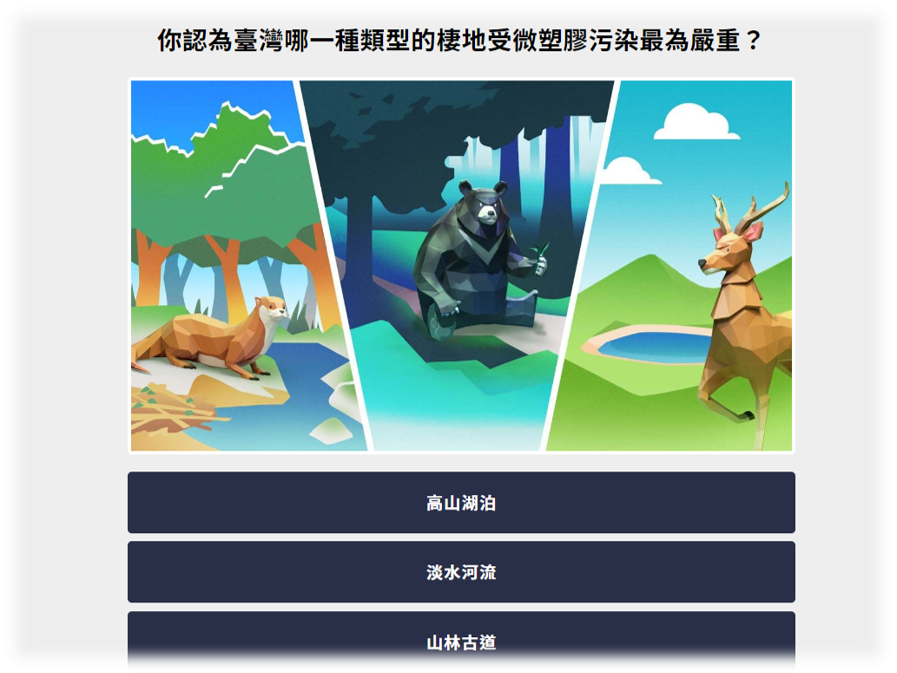 你認為臺灣哪一種類型的棲地受微塑膠污染最為嚴重？
高山湖泊
淡水河流
山林古道